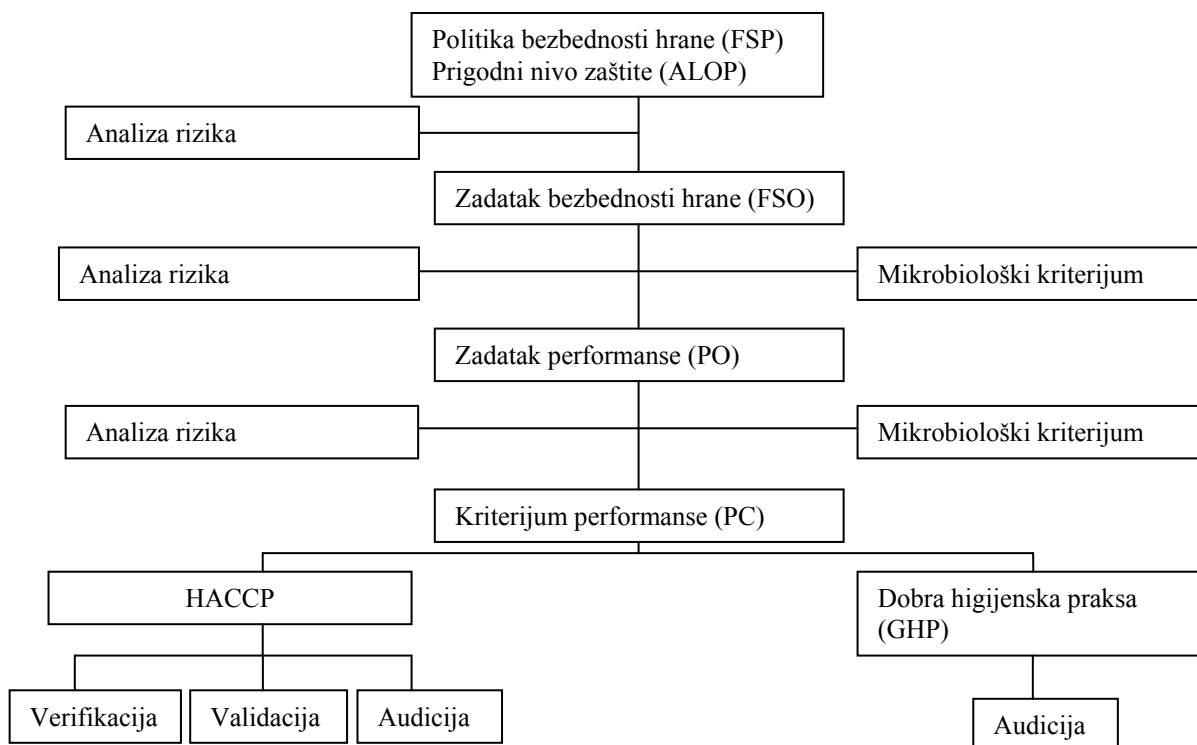 Politika bezbednosti hrane (FSP)
Prigodni nivo zaštite (ALOP)
Analiza rizika
Zadatak bezbednosti hrane (FSO)
Analiza rizika
Mikrobiološki kriterijum
Zadatak performanse (PO)
Analiza rizika
Mikrobiološki kriterijum
Kriterijum performanse (PC)
HACCP
Dobra higijenska praksa
(GHP)
Verifikacija
Validacija
Audicija
Audicija